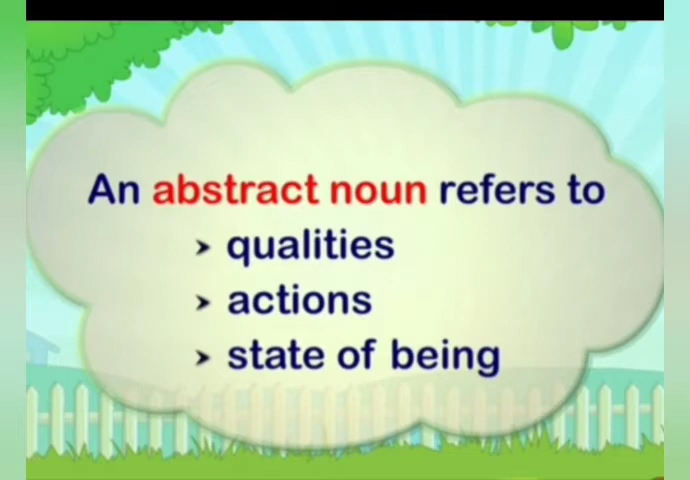 An abstract noun refers to
➤ qualities
➤ actions
➤ state of being